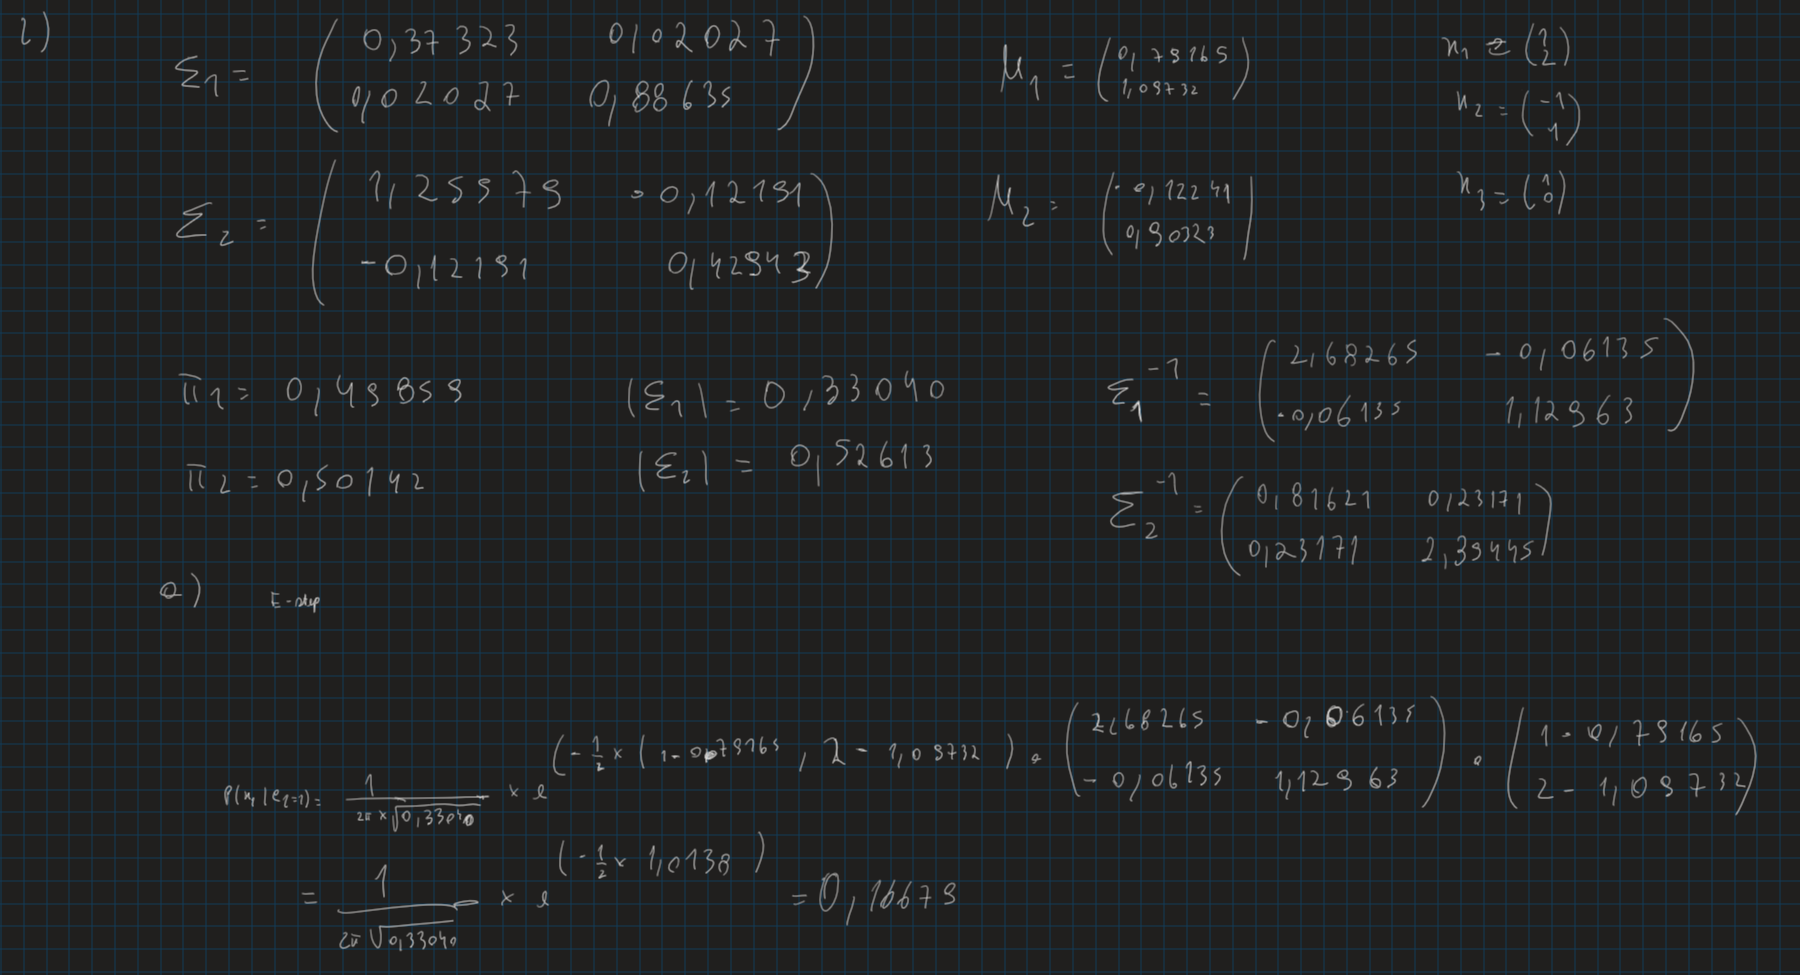 2)
Σ1 = ( 0,37323 0,02027
0,02027 0,88635 )
μ1 = ( 0,79165
1,09732 )
x1 = ( 1
2 )
x2 = ( -1
1 )
Σ2 = ( 1,25979 -0,12191
-0,12191 0,42943 )
μ2 = ( -0,12241
0,90323 )
x3 = ( 1
0 )
π1 = 0,49859
|Σ1| = 0,33040
Σ1^-1 = ( 2,68265 -0,06135
-0,06135 1,12963 )
π2 = 0,50142
|Σ2| = 0,52613
Σ2^-1 = ( 0,81621 0,23171
0,23171 2,39445 )
a) E-step
P(x1|c1=1) = 1 / 2π × √0,33040 × e ( -1/2 × ( 1-0,79165 , 2 - 1,09732 ) · ( 2,68265 -0,06135
-0,06135 1,12963 ) · ( 1-0,79165
2 - 1,09732 )
= 1 / 2π √0,33040 × e ( -1/2 × 1,0138 ) = 0,16679